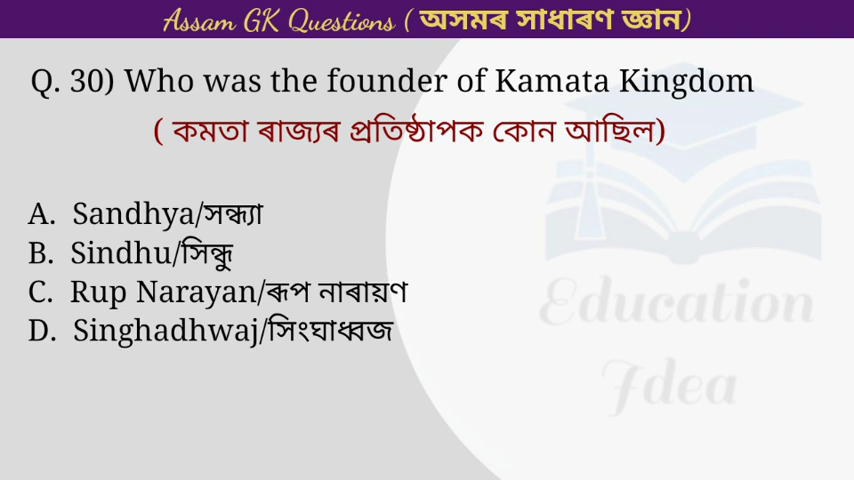 Assam GK Questions ( অসমৰ সাধাৰণ জ্ঞান)
Q. 30) Who was the founder of Kamata Kingdom
( কমতা ৰাজ্যৰ প্ৰতিষ্ঠাপক কোন আছিল)
A. Sandhya/সন্ধ্যা
B. Sindhu/সিন্ধু
C. Rup Narayan/ৰূপ নাৰায়ণ
D. Singhadhwaj/সিংঘাধ্বজ
Education
Idea